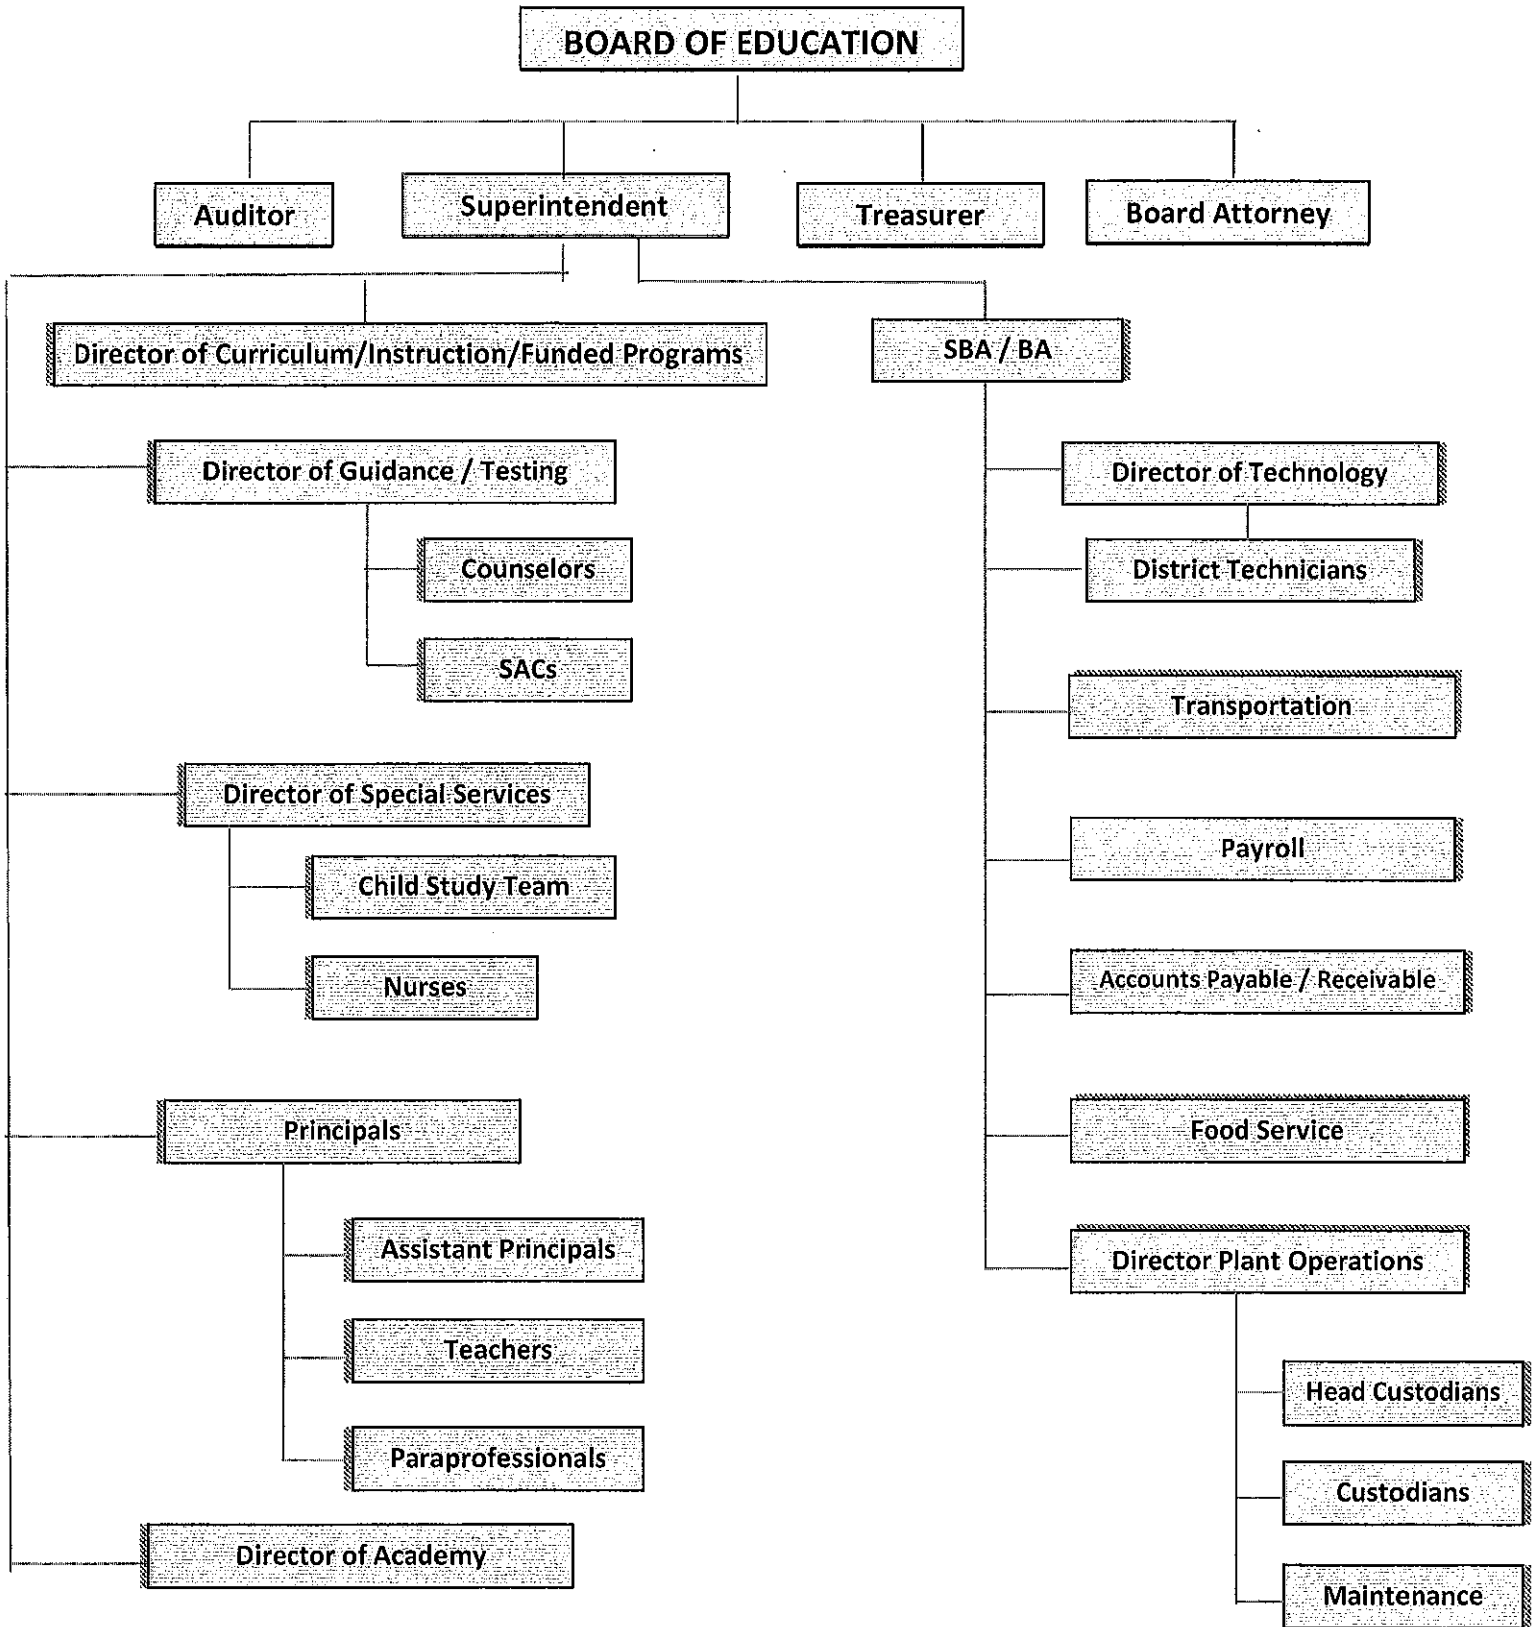 BOARD OF EDUCATION
Auditor
Superintendent
Treasurer
Board Attorney
Director of Curriculum/Instruction/Funded Programs
SBA / BA
Director of Guidance / Testing
Director of Technology
Counselors
District Technicians
SACs
Transportation
Director of Special Services
Payroll
Child Study Team
Nurses
Accounts Payable / Receivable
Principals
Food Service
Assistant Principals
Director Plant Operations
Teachers
Head Custodians
Paraprofessionals
Custodians
Director of Academy
Maintenance